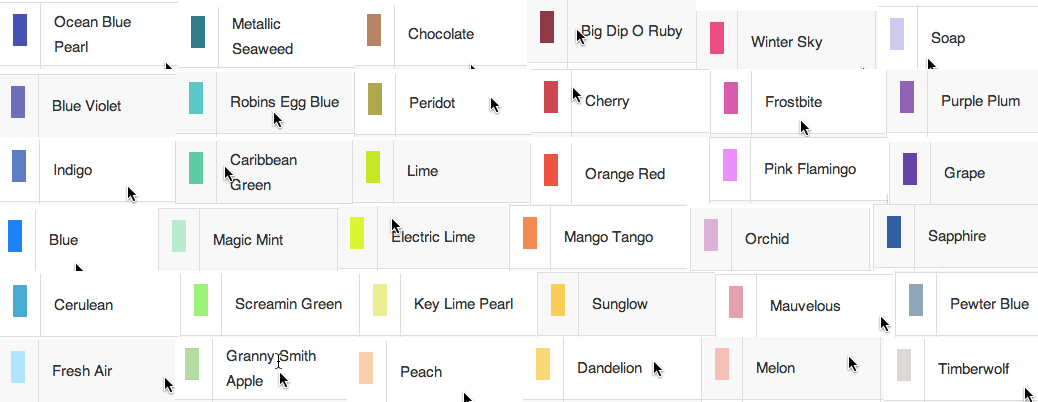 Ocean Blue
Pearl
Metallic
Seaweed
Chocolate
Big Dip O Ruby
Winter Sky
Soap
Blue Violet
Robins Egg Blue
Peridot
Cherry
Frostbite
Purple Plum
Indigo
Caribbean
Green
Lime
Orange Red
Pink Flamingo
Grape
Blue
Magic Mint
Electric Lime
Mango Tango
Orchid
Sapphire
Cerulean
Screamin Green
Key Lime Pearl
Sunglow
Mauvelous
Pewter Blue
Fresh Air
Granny Smith
Apple
Peach
Dandelion
Melon
Timberwolf